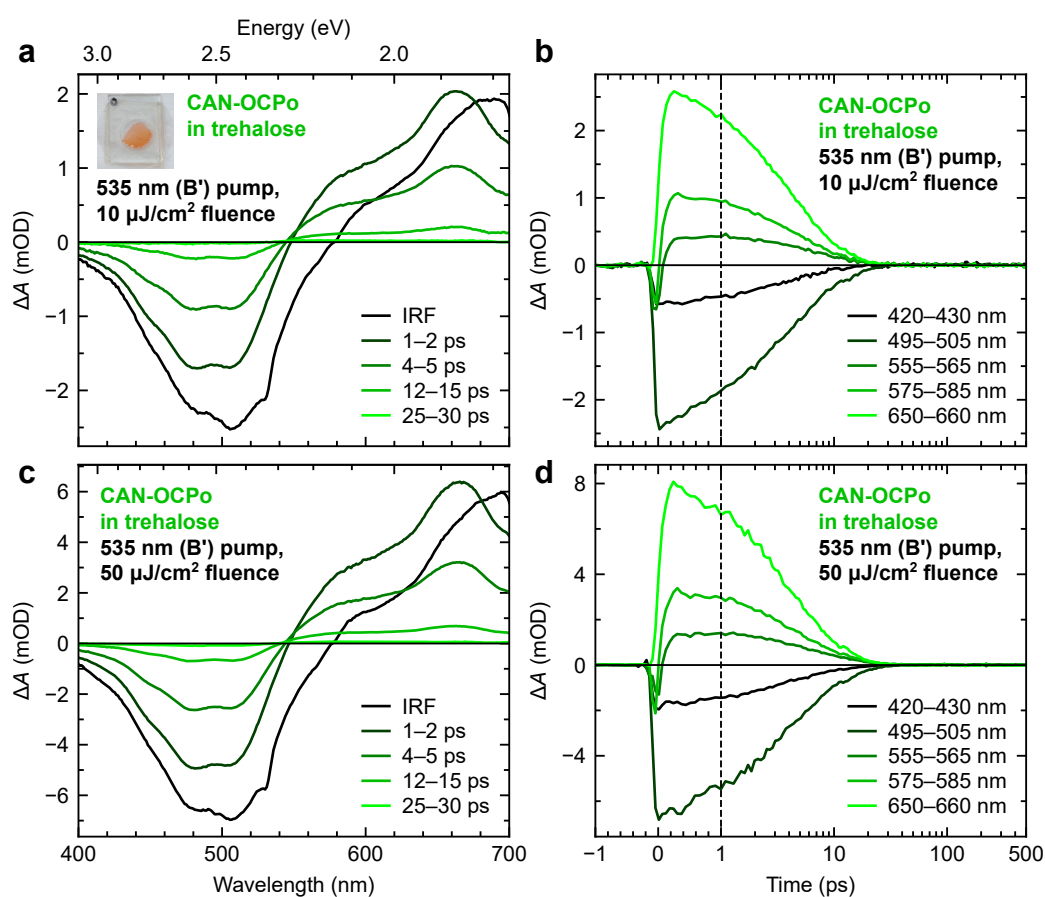 Energy (eV)
3.0 2.5 2.0
a
CAN-OCPo
in trehalose
535 nm (B') pump,
10 µJ/cm² fluence
2
1
0
−1
−2
ΔA (mOD)
IRF
1–2 ps
4–5 ps
12–15 ps
25–30 ps
b
CAN-OCPo
in trehalose
535 nm (B') pump,
10 µJ/cm² fluence
2
1
0
−1
−2
ΔA (mOD)
420–430 nm
495–505 nm
555–565 nm
575–585 nm
650–660 nm
c
CAN-OCPo
in trehalose
535 nm (B') pump,
50 µJ/cm² fluence
6
4
2
0
−2
−4
−6
ΔA (mOD)
IRF
1–2 ps
4–5 ps
12–15 ps
25–30 ps
400 500 600 700
Wavelength (nm)
d
CAN-OCPo
in trehalose
535 nm (B') pump,
50 µJ/cm² fluence
8
4
0
−4
ΔA (mOD)
420–430 nm
495–505 nm
555–565 nm
575–585 nm
650–660 nm
−1 0 1 10 100 500
Time (ps)